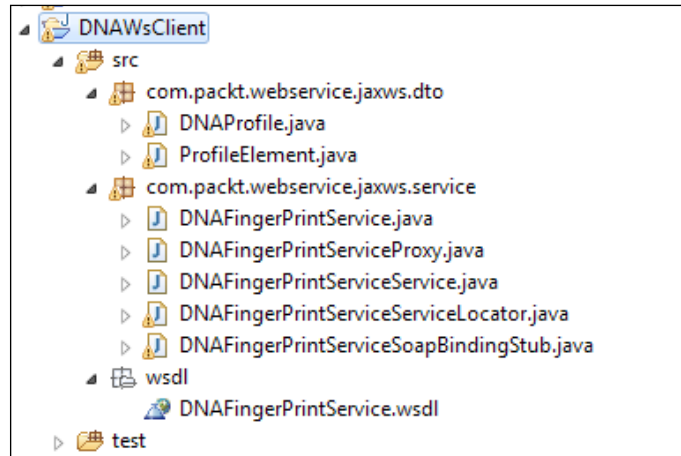 DNAWsClient
src
com.packt.webservice.jaxws.dto
DNAProfile.java
ProfileElement.java
com.packt.webservice.jaxws.service
DNAFingerPrintService.java
DNAFingerPrintServiceProxy.java
DNAFingerPrintServiceService.java
DNAFingerPrintServiceServiceLocator.java
DNAFingerPrintServiceSoapBindingStub.java
wsdl
DNAFingerPrintService.wsdl
test